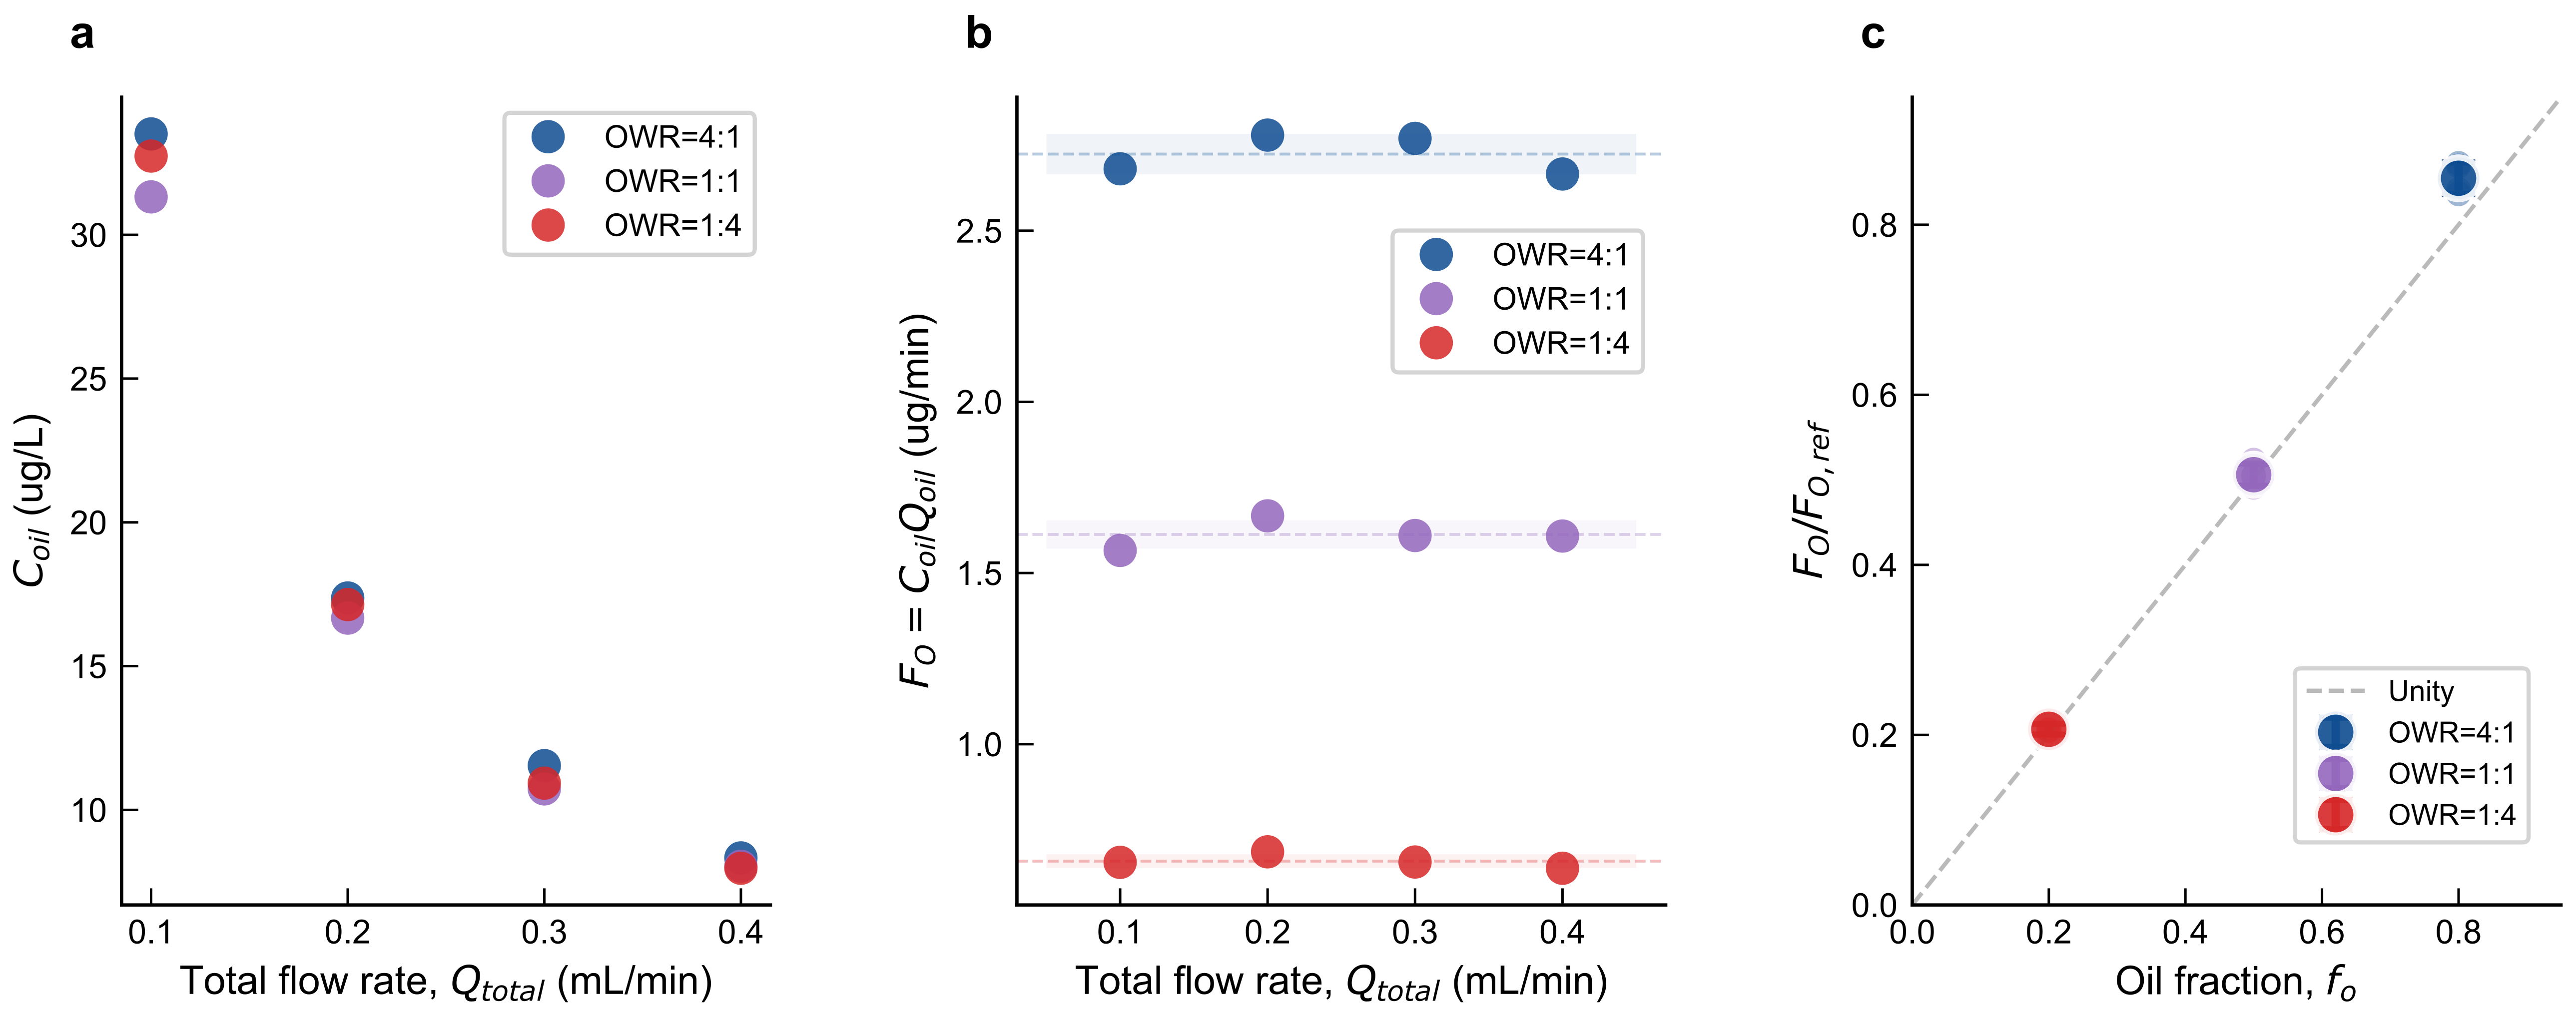 a
OWR=4:1
OWR=1:1
OWR=1:4
30
25
20
15
10
C_oil (ug/L)
0.1 0.2 0.3 0.4
Total flow rate, Q_total (mL/min)
b
OWR=4:1
OWR=1:1
OWR=1:4
2.5
2.0
1.5
1.0
F_O = C_oil Q_oil (ug/min)
0.1 0.2 0.3 0.4
Total flow rate, Q_total (mL/min)
c
0.8
0.6
0.4
0.2
0.0
F_O/F_O,ref
Unity
OWR=4:1
OWR=1:1
OWR=1:4
0.0 0.2 0.4 0.6 0.8
Oil fraction, f_o